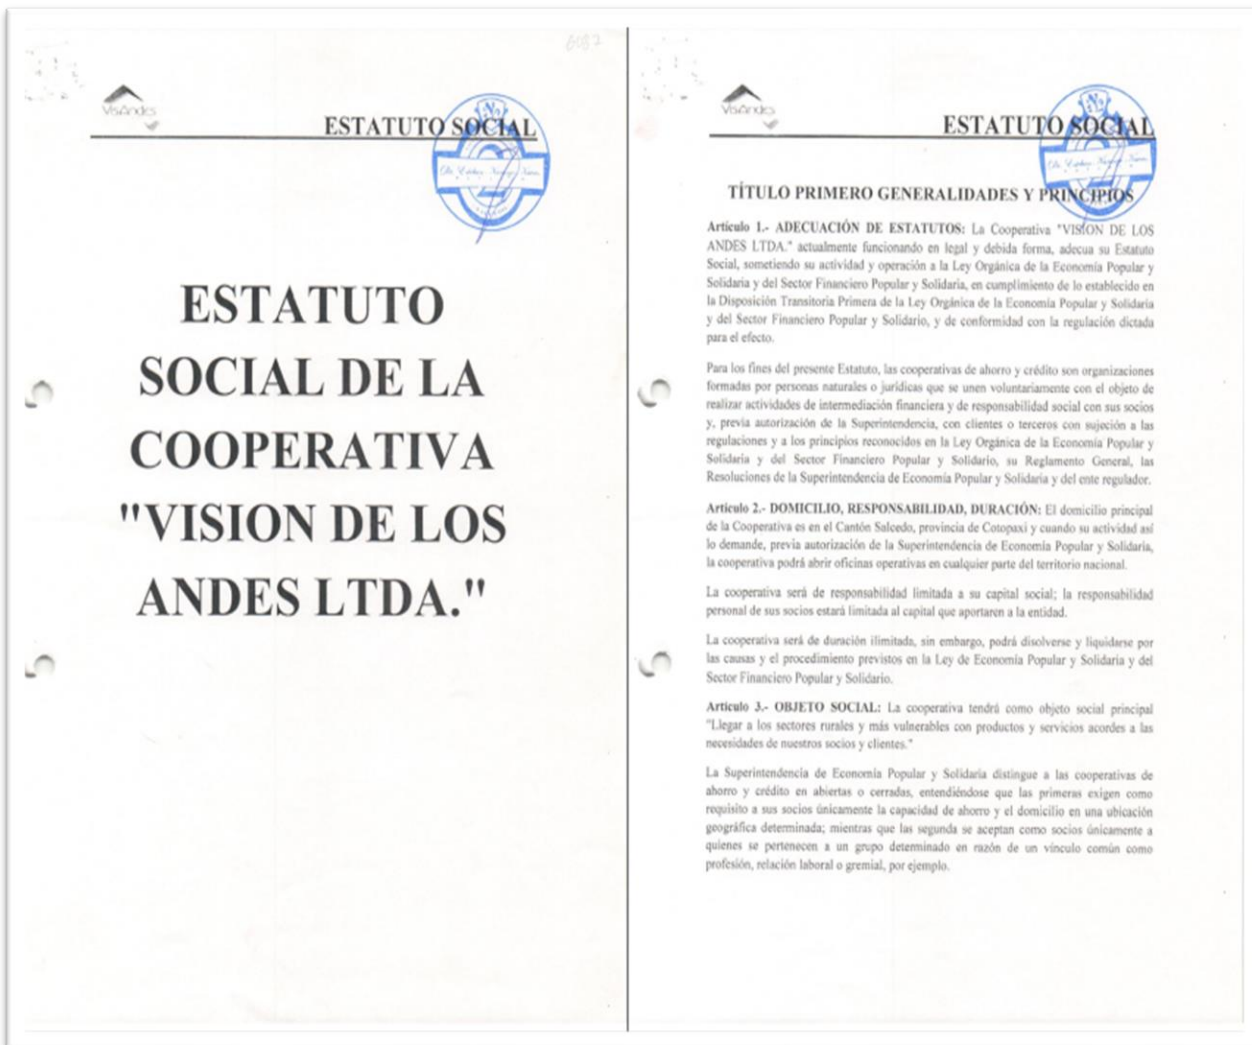 VisAndes
ESTATUTO SOCIAL
ESTATUTO
SOCIAL DE LA
COOPERATIVA
"VISION DE LOS
ANDES LTDA."
VisAndes
ESTATUTO SOCIAL
TÍTULO PRIMERO GENERALIDADES Y PRINCIPIOS
Artículo 1.- ADECUACIÓN DE ESTATUTOS: La Cooperativa "VISION DE LOS
ANDES LTDA." actualmente funcionando en legal y debida forma, adecua su Estatuto
Social, sometiendo su actividad y operación a la Ley Orgánica de la Economía Popular y
Solidaria y del Sector Financiero Popular y Solidaria, en cumplimiento de lo establecido en
la Disposición Transitoria Primera de la Ley Orgánica de la Economía Popular y Solidaria
y del Sector Financiero Popular y Solidario, y de conformidad con la regulación dictada
para el efecto.
Para los fines del presente Estatuto, las cooperativas de ahorro y crédito son organizaciones
formadas por personas naturales o jurídicas que se unen voluntariamente con el objeto de
realizar actividades de intermediación financiera y de responsabilidad social con sus socios
y, previa autorización de la Superintendencia, con clientes o terceros con sujeción a las
regulaciones y a los principios reconocidos en la Ley Orgánica de la Economía Popular y
Solidaria y del Sector Financiero Popular y Solidario, su Reglamento General, las
Resoluciones de la Superintendencia de Economía Popular y Solidaria y del ente regulador.
Artículo 2.- DOMICILIO, RESPONSABILIDAD, DURACIÓN: El domicilio principal
de la Cooperativa es en el Cantón Salcedo, provincia de Cotopaxi y cuando su actividad así
lo demande, previa autorización de la Superintendencia de Economía Popular y Solidaria,
la cooperativa podrá abrir oficinas operativas en cualquier parte del territorio nacional.
La cooperativa será de responsabilidad limitada a su capital social; la responsabilidad
personal de sus socios estará limitada al capital que aportaren a la entidad.
La cooperativa será de duración ilimitada, sin embargo, podrá disolverse y liquidarse por
las causas y el procedimiento previstos en la Ley de Economía Popular y Solidaria y del
Sector Financiero Popular y Solidario.
Artículo 3.- OBJETO SOCIAL: La cooperativa tendrá como objeto social principal
"Llegar a los sectores rurales y más vulnerables con productos y servicios acordes a las
necesidades de nuestros socios y clientes."
La Superintendencia de Economía Popular y Solidaria distingue a las cooperativas de
ahorro y crédito en abiertas o cerradas, entendiéndose que las primeras exigen como
requisito a sus socios únicamente la capacidad de ahorro y el domicilio en una ubicación
geográfica determinada; mientras que las segunda se aceptan como socios únicamente a
quienes se pertenecen a un grupo determinado en razón de un vínculo común como
profesión, relación laboral o gremial, por ejemplo.